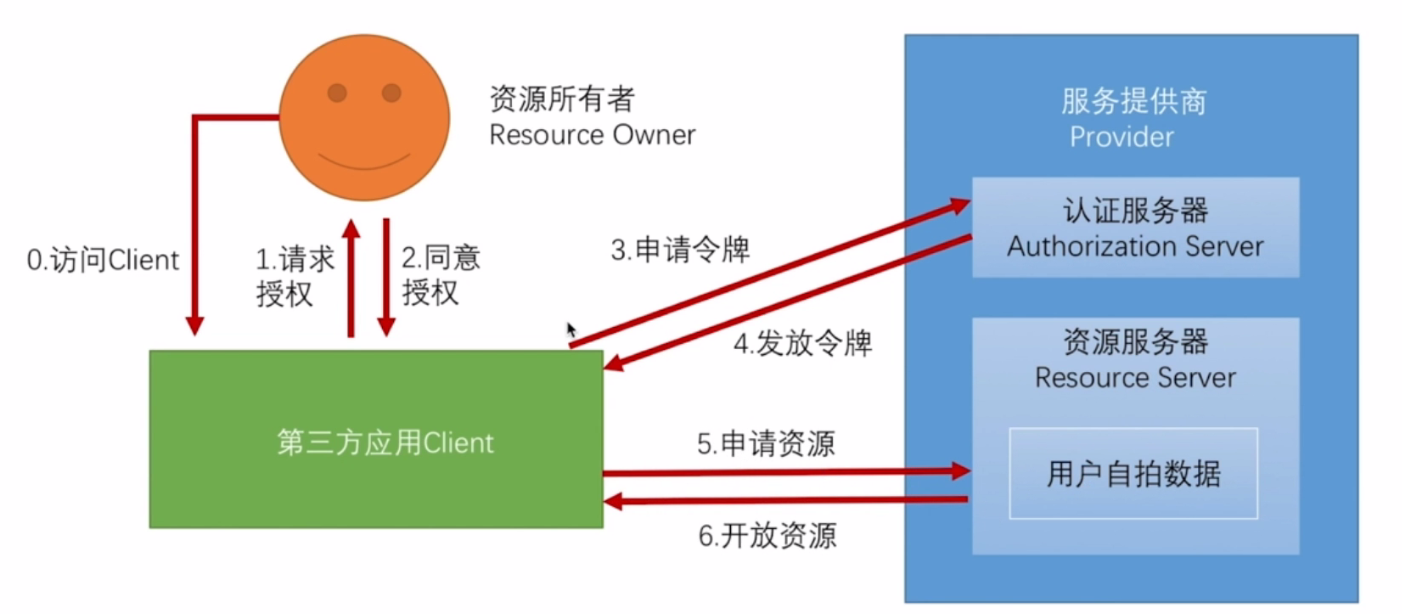 资源所有者
Resource Owner
服务提供商
Provider
认证服务器
Authorization Server
0.访问Client
1.请求
授权
2.同意
授权
3.申请令牌
4.发放令牌
资源服务器
Resource Server
第三方应用Client
5.申请资源
用户自拍数据
6.开放资源